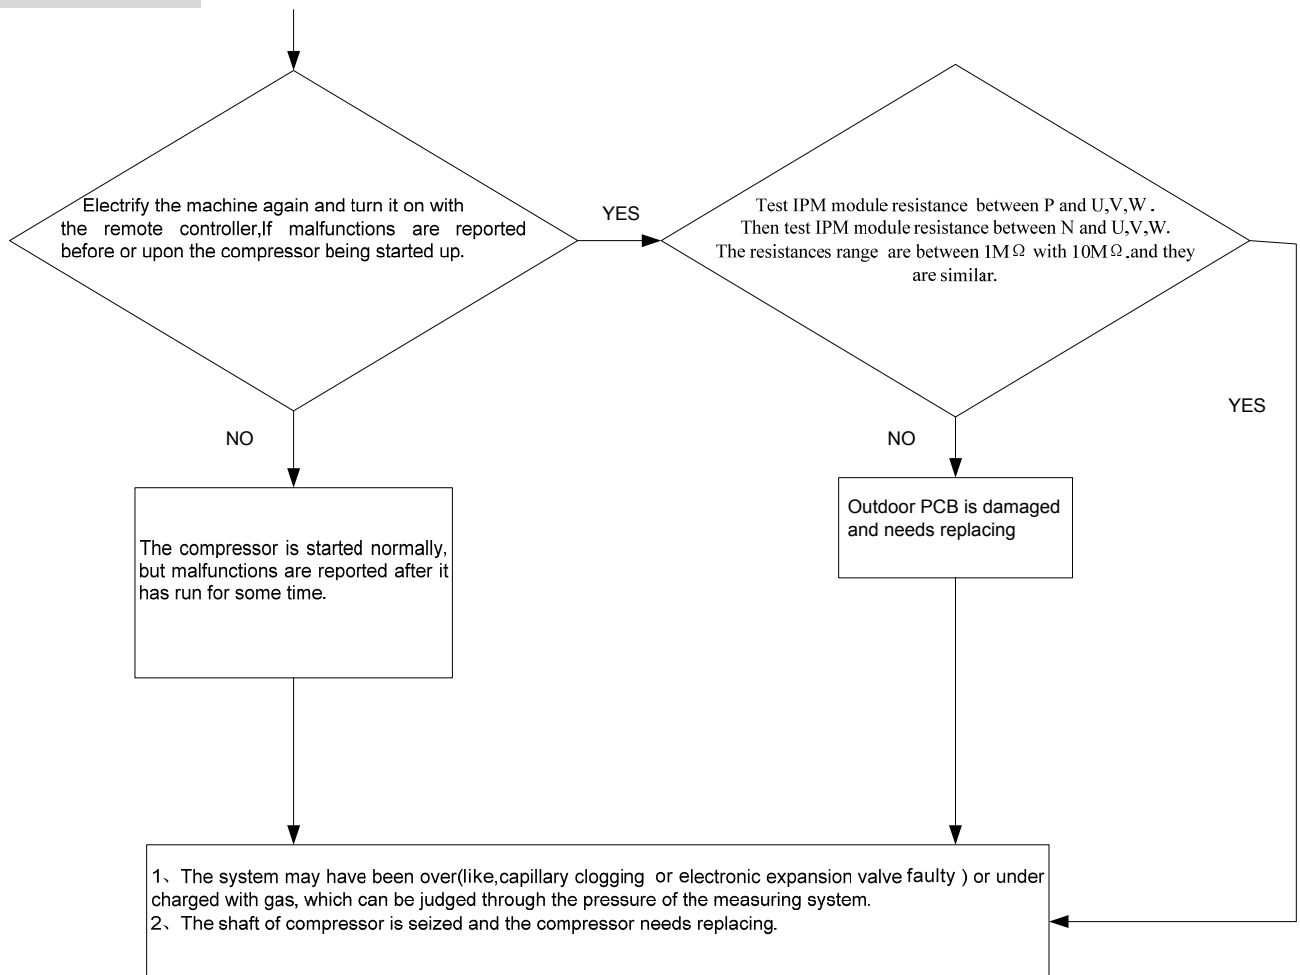 Electrify the machine again and turn it on with
the remote controller,If malfunctions are reported
before or upon the compressor being started up.
YES
Test IPM module resistance between P and U,V,W .
Then test IPM module resistance between N and U,V,W.
The resistances range are between 1MΩ with 10MΩ.and they
are similar.
YES
NO
NO
The compressor is started normally,
but malfunctions are reported after it
has run for some time.
Outdoor PCB is damaged
and needs replacing
1、The system may have been over(like,capillary clogging or electronic expansion valve faulty ) or under
charged with gas, which can be judged through the pressure of the measuring system.
2、The shaft of compressor is seized and the compressor needs replacing.